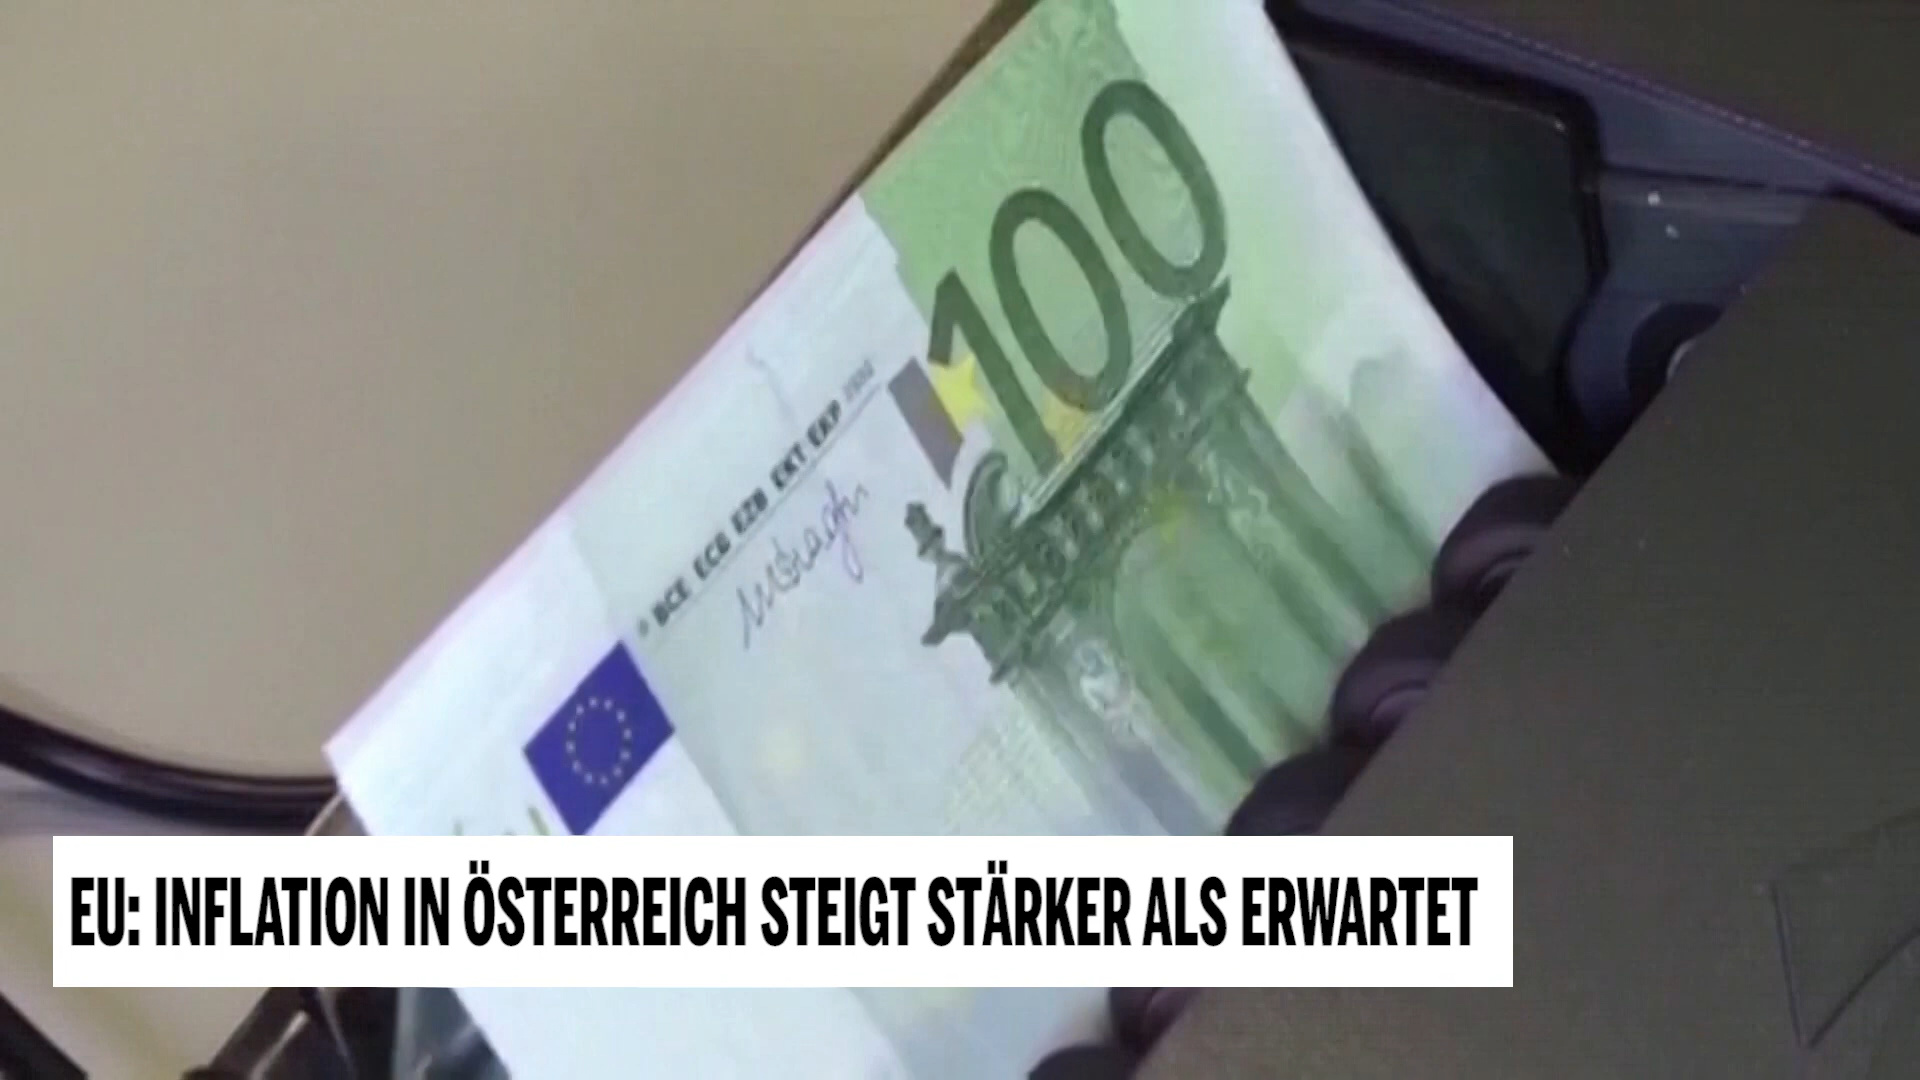 100
BCE ECB EZB EKT EKP
EU: INFLATION IN ÖSTERREICH STEIGT STÄRKER ALS ERWARTET